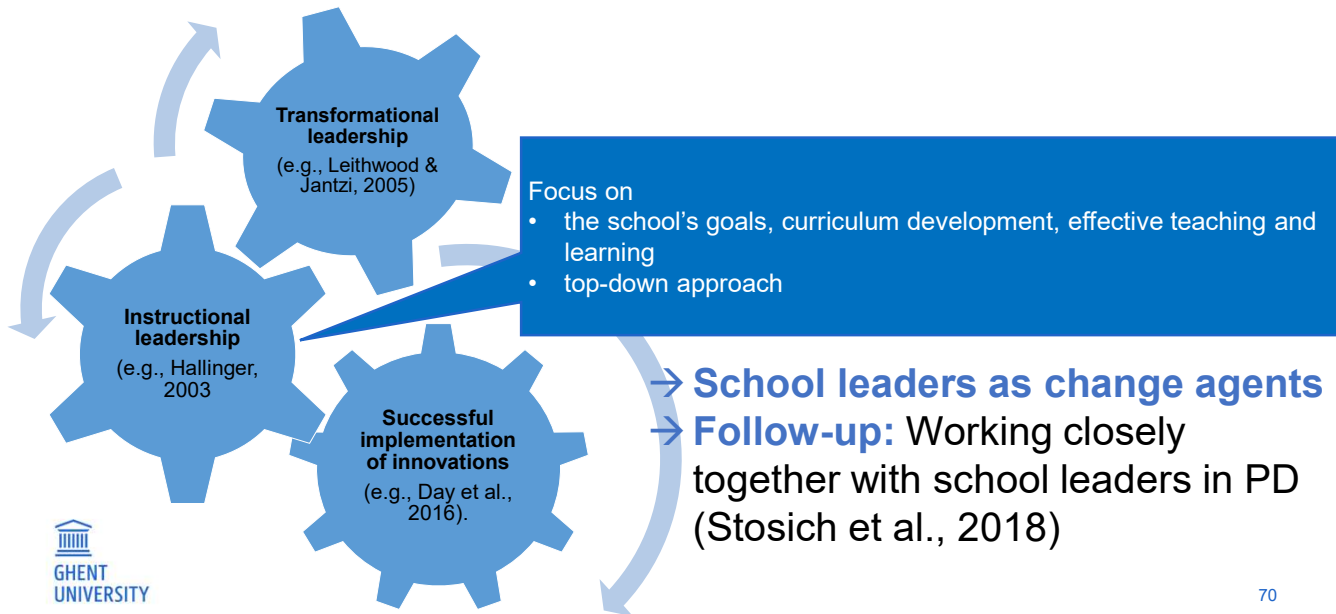 Transformational
leadership
(e.g., Leithwood &
Jantzi, 2005)
Focus on
• the school's goals, curriculum development, effective teaching and
learning
• top-down approach
Instructional
leadership
(e.g., Hallinger,
2003
Successful
implementation
of innovations
(e.g., Day et al.,
2016).
→ School leaders as change agents
→ Follow-up: Working closely
together with school leaders in PD
(Stosich et al., 2018)
GHENT
UNIVERSITY
70